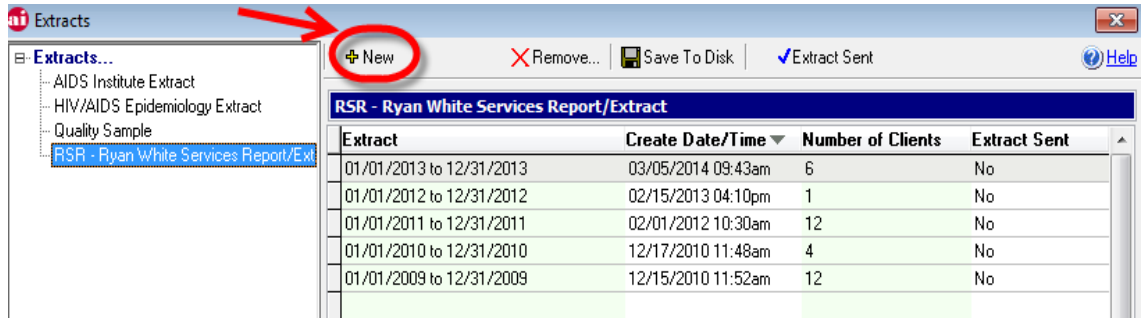 ai Extracts
Extracts...
AIDS Institute Extract
HIV/AIDS Epidemiology Extract
Quality Sample
RSR - Ryan White Services Report/Ext
New Remove... Save To Disk Extract Sent Help
RSR - Ryan White Services Report/Extract
Extract Create Date/Time Number of Clients Extract Sent
01/01/2013 to 12/31/2013 03/05/2014 09:43am 6 No
01/01/2012 to 12/31/2012 02/15/2013 04:10pm 1 No
01/01/2011 to 12/31/2011 02/01/2012 10:30am 12 No
01/01/2010 to 12/31/2010 12/17/2010 11:48am 4 No
01/01/2009 to 12/31/2009 12/15/2010 11:52am 12 No